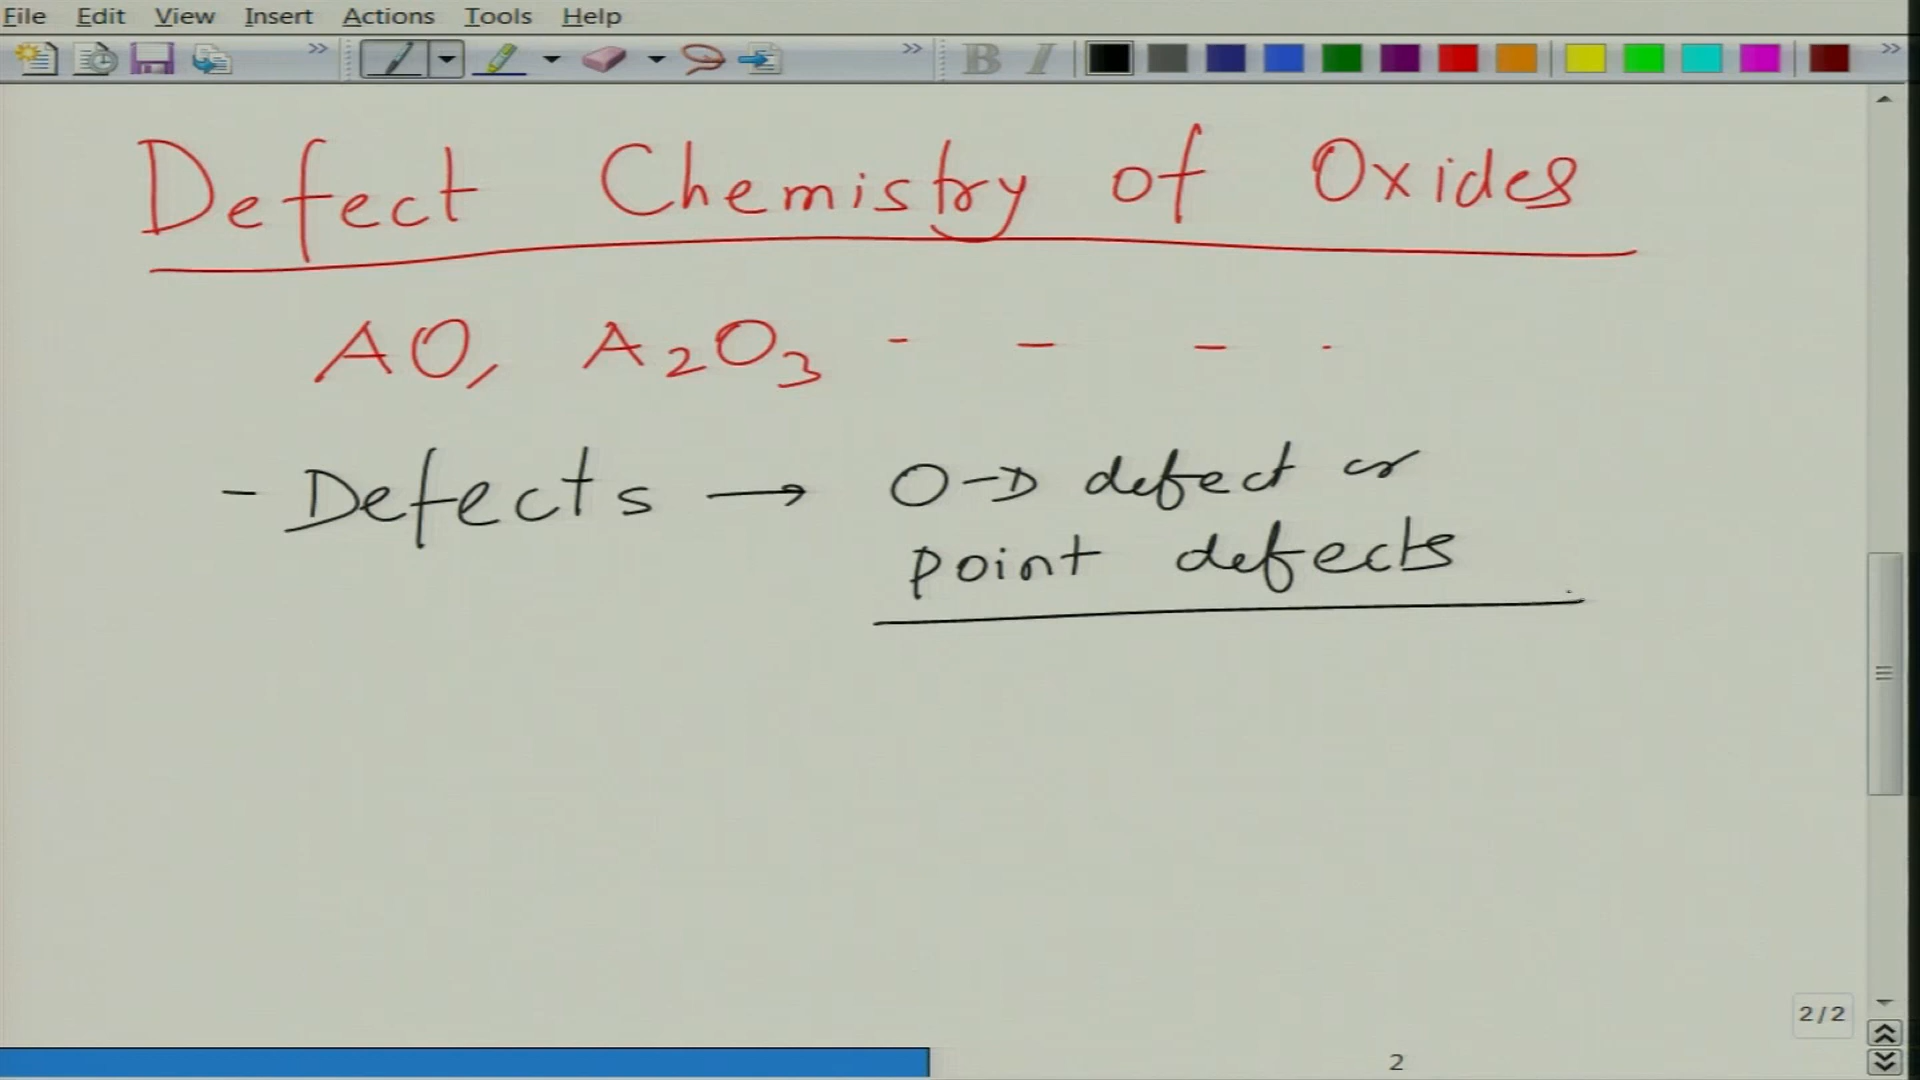 File Edit View Insert Actions Tools Help
B I
Defect Chemistry of Oxides
AO, A₂O₃ - - - .
- Defects → 0-D defect or
point defects
2/2
2